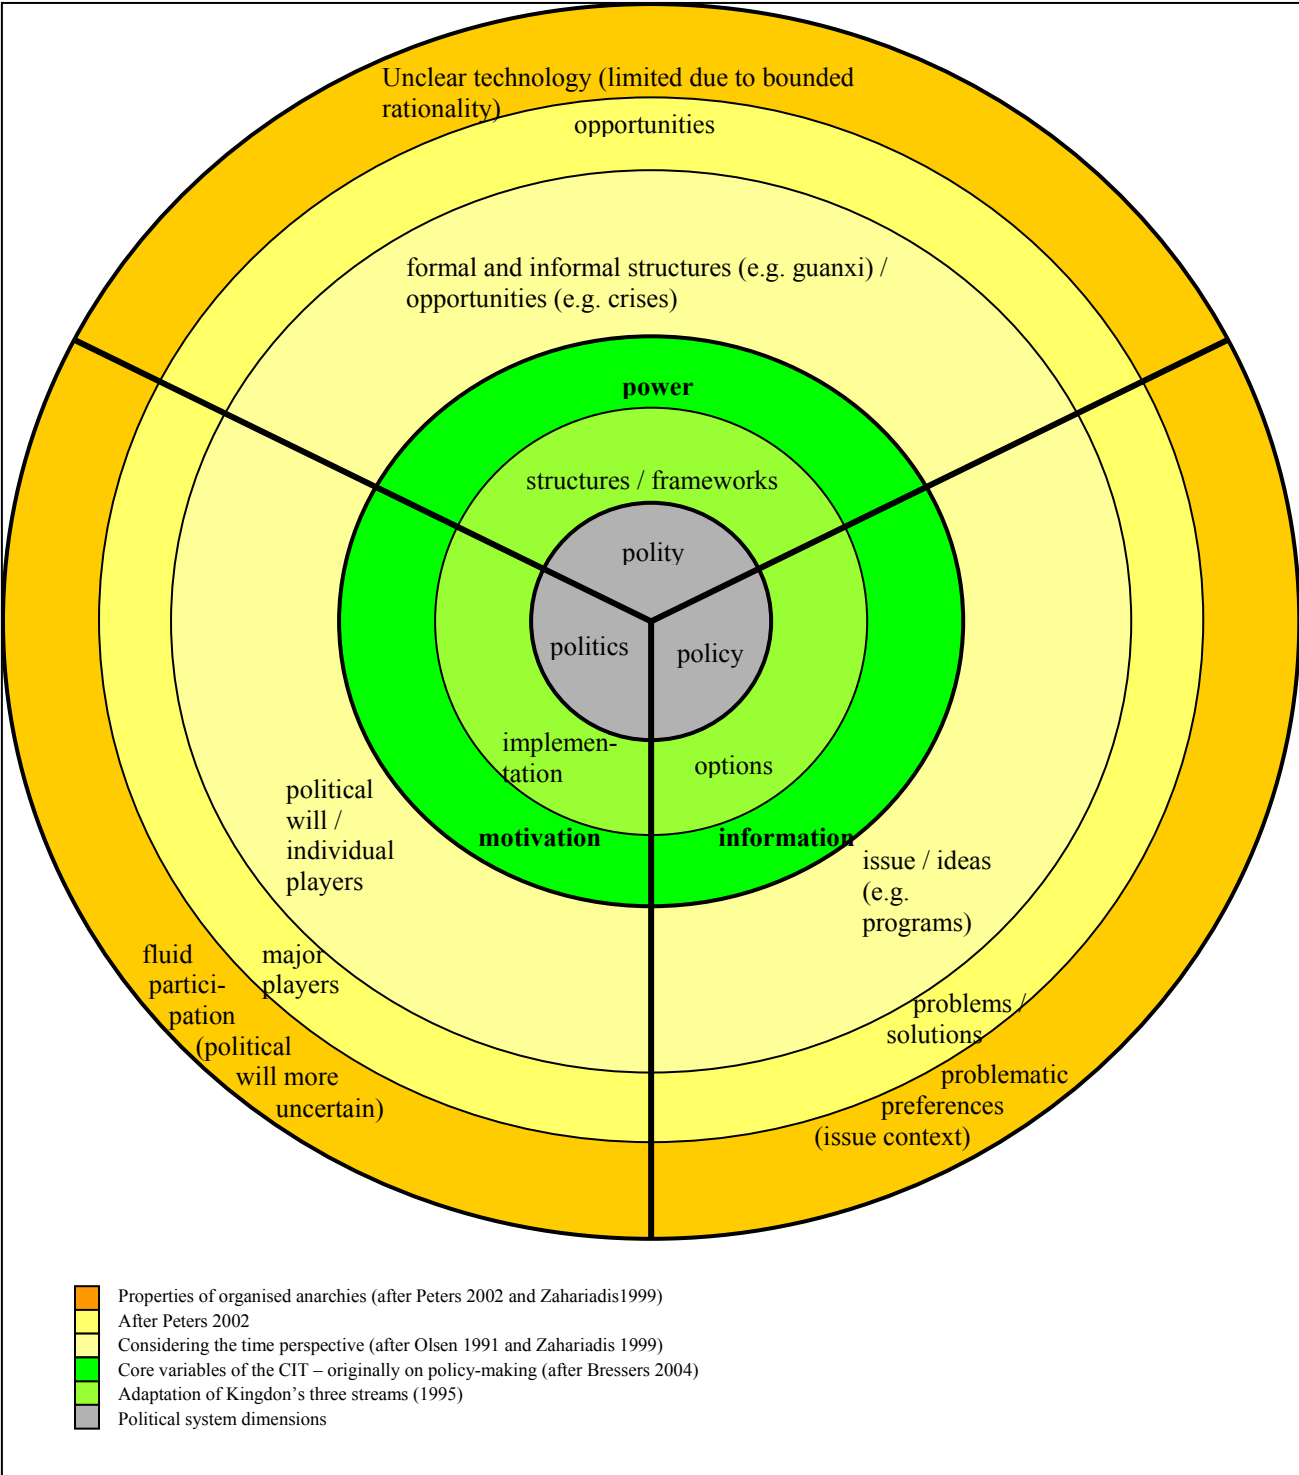 Unclear technology (limited due to bounded
rationality)
opportunities
formal and informal structures (e.g. guanxi) /
opportunities (e.g. crises)
power
structures / frameworks
polity
politics
policy
implemen-
tation
options
motivation
information
political
will /
individual
players
issue / ideas
(e.g.
programs)
fluid
partici-
pation
(political
will more
uncertain)
major
players
problems /
solutions
problematic
preferences
(issue context)
Properties of organised anarchies (after Peters 2002 and Zahariadis1999)
After Peters 2002
Considering the time perspective (after Olsen 1991 and Zahariadis 1999)
Core variables of the CIT – originally on policy-making (after Bressers 2004)
Adaptation of Kingdon’s three streams (1995)
Political system dimensions